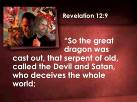 Revelation 12:9
“So the great
dragon was
cast out, that serpent of old,
called the Devil and Satan,
who deceives the whole
world;